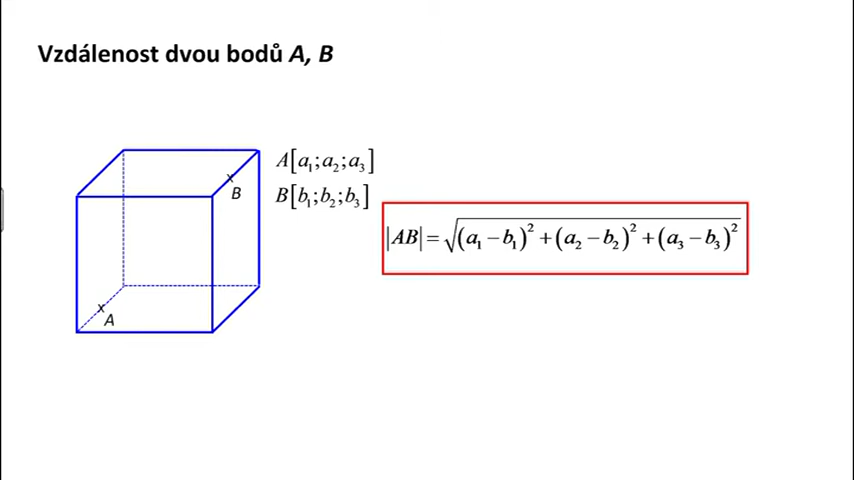 Vzdálenost dvou bodů A, B
A[a₁;a₂;a₃]
B[b₁;b₂;b₃]
|AB| = √((a₁ − b₁)² + (a₂ − b₂)² + (a₃ − b₃)²)
x
B
x
A